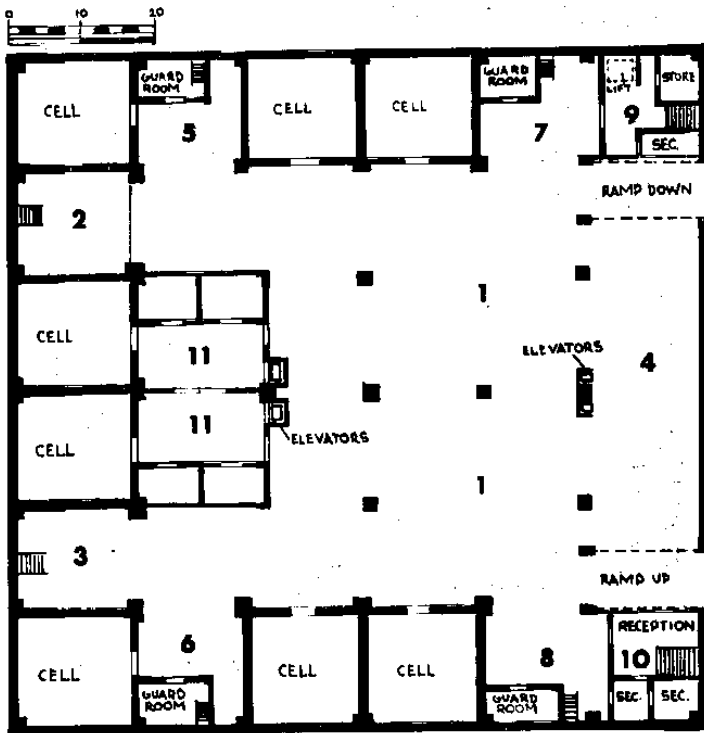 0 10 20
GUARD
ROOM
GUARD
ROOM
LIFT
STORE
CELL
CELL
CELL
5
7
9
SEC.
RAMP DOWN
2
1
CELL
11
ELEVATORS
4
11
ELEVATORS
CELL
1
3
RAMP UP
RECEPTION
6
8
10
CELL
CELL
CELL
GUARD
ROOM
GUARD
ROOM
SEC.
SEC.